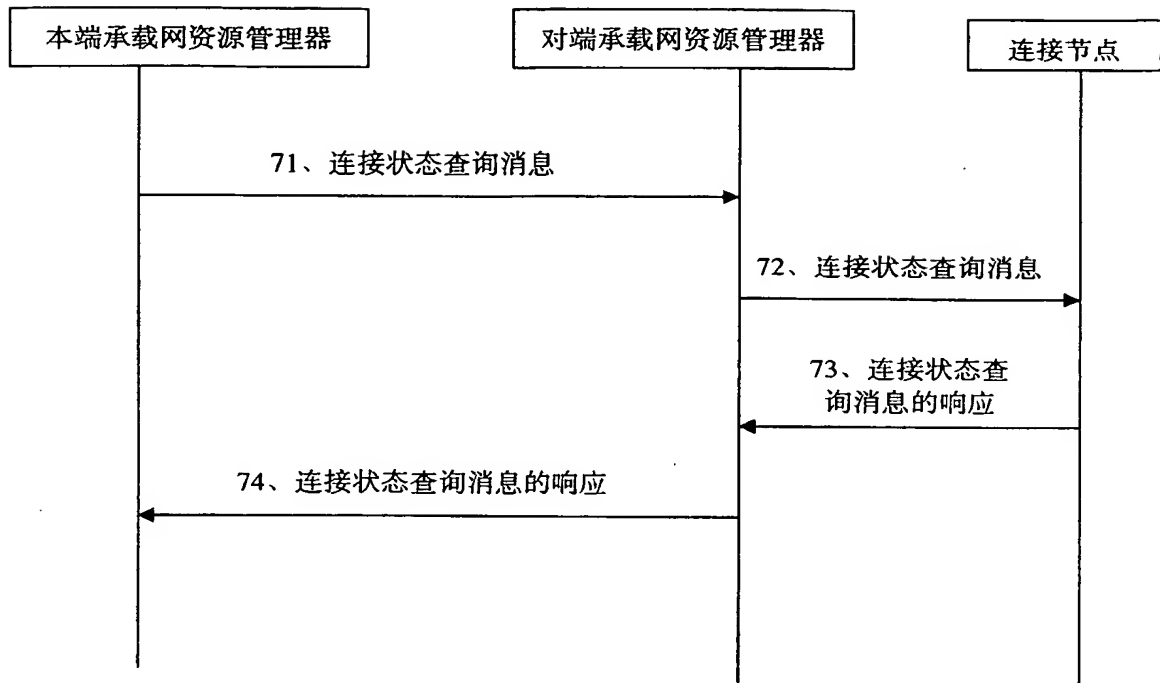 本端承载网资源管理器
对端承载网资源管理器
连接节点
71、连接状态查询消息
72、连接状态查询消息
73、连接状态查
询消息的响应
74、连接状态查询消息的响应